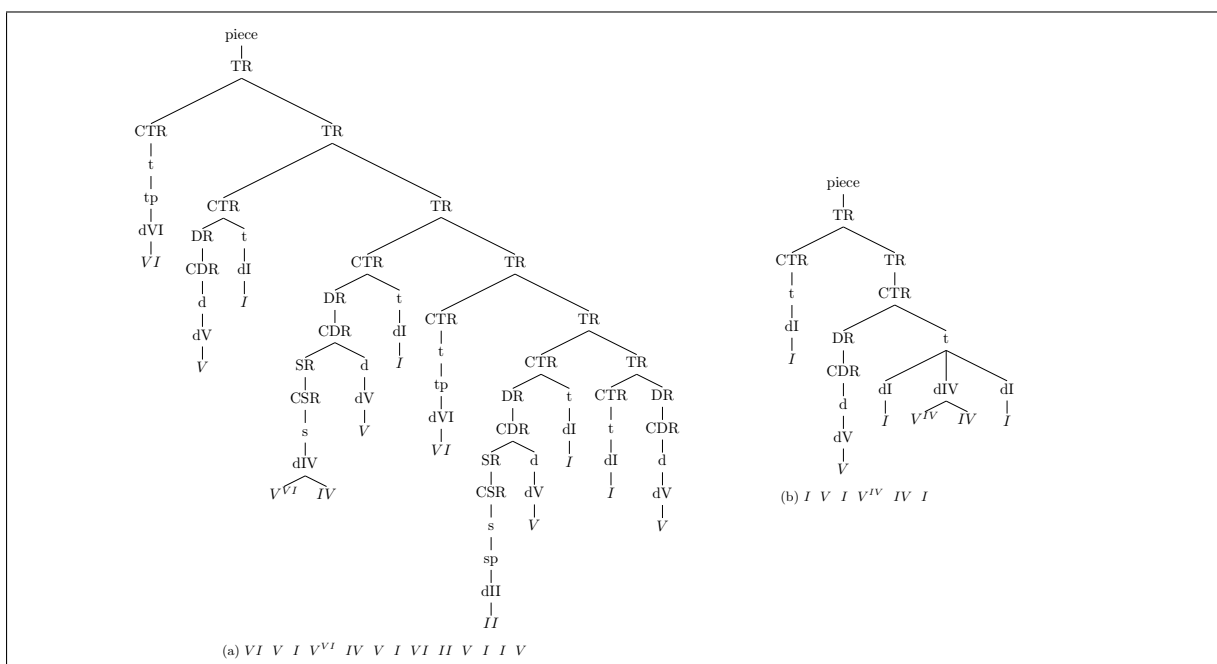 piece
TR
CTR TR
t
tp
CTR TR
dVI DR t
VI CTR TR
CDR dI
DR t
d I
CTR TR
CDR dI
dV t
SR d I CTR TR
V
tp
CSR dV DR t CTR DR
dVI
s V CDR dI t CDR
VI
dIV SR d I dI d
V^{VI} IV CSR dV I dV
s V V
sp
dII
II
(a) VI V I V^{VI} IV V I VI II V I I V
piece
TR
CTR TR
t CTR
dI DR t
I CDR dI dIV dI
d I V^{IV} IV I
dV
V
(b) I V I V^{IV} IV I